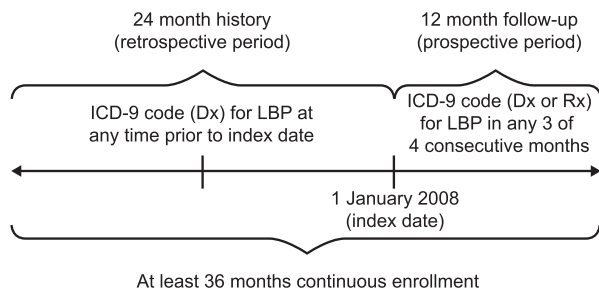 24 month history
(retrospective period)
12 month follow-up
(prospective period)
ICD-9 code (Dx) for LBP at
any time prior to index date
ICD-9 code (Dx or Rx)
for LBP in any 3 of
4 consecutive months
1 January 2008
(index date)
At least 36 months continuous enrollment